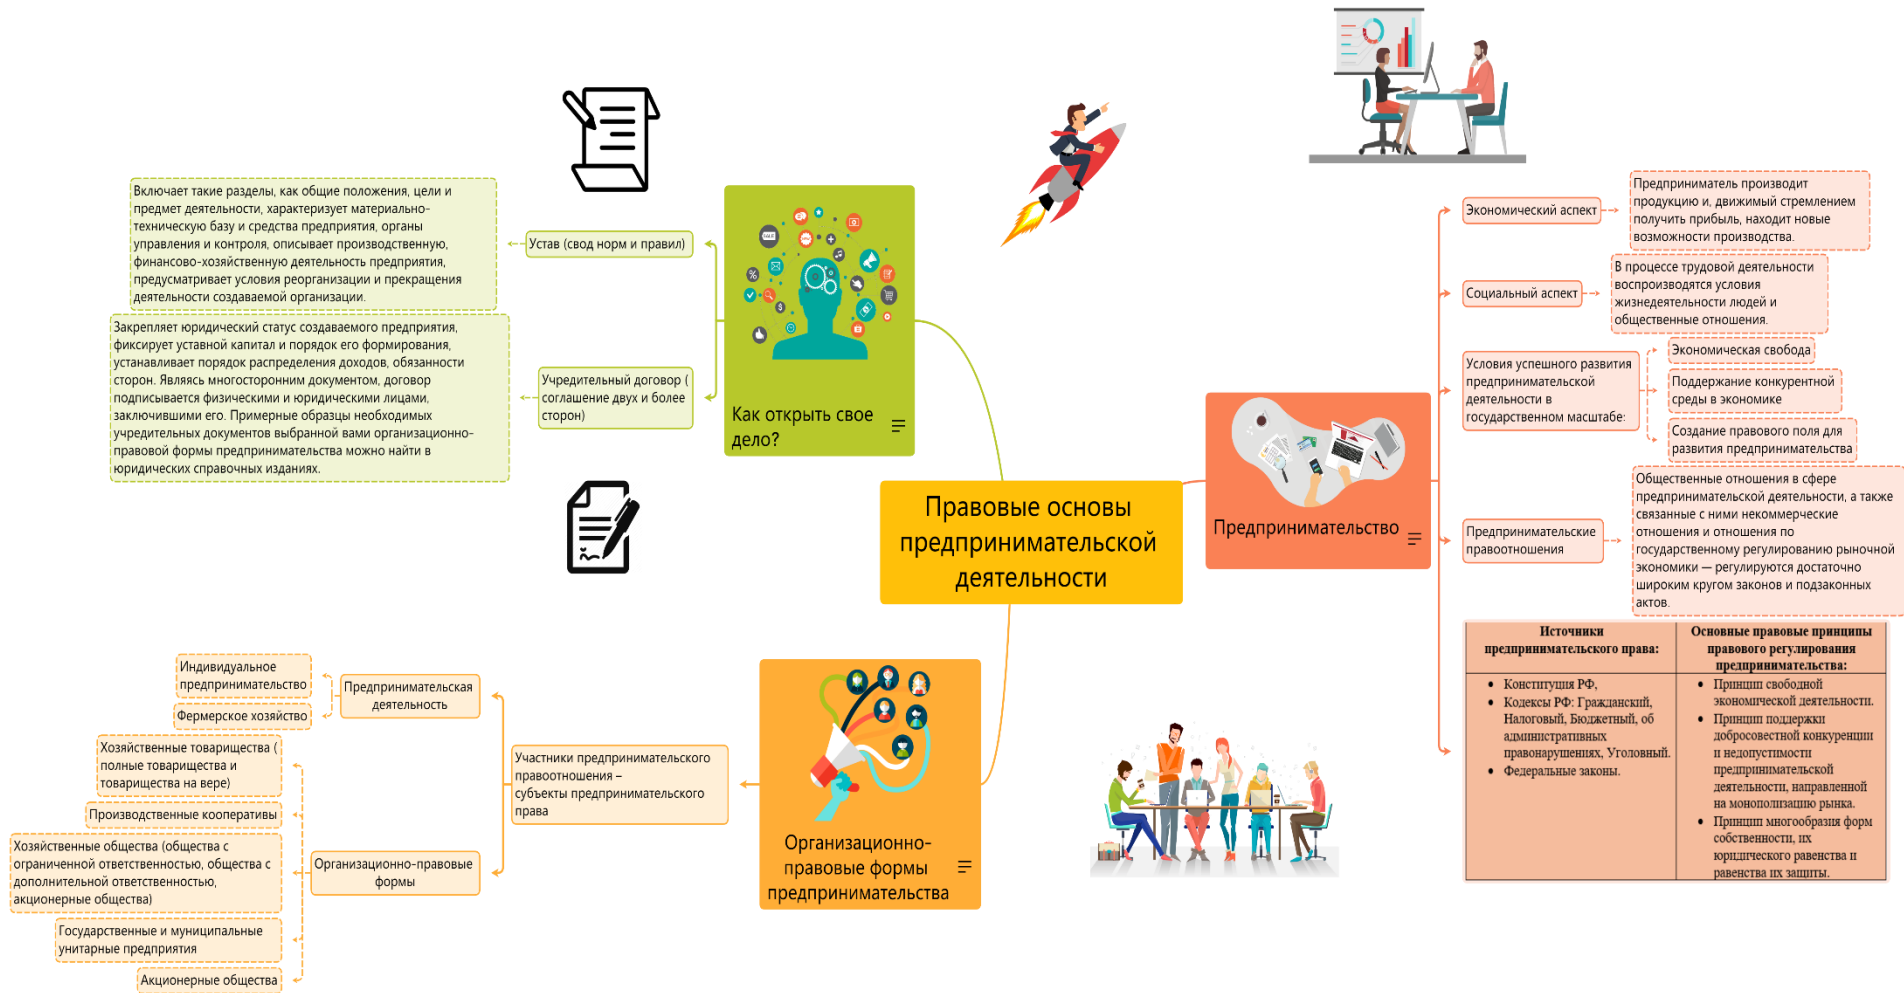 Правовые основы
предпринимательской
деятельности
Как открыть свое
дело?
Устав (свод норм и правил)
Включает такие разделы, как общие положения, цели и
предмет деятельности, характеризует материально-
техническую базу и средства предприятия, органы
управления и контроля, описывает производственную,
финансово-хозяйственную деятельность предприятия,
предусматривает условия реорганизации и прекращения
деятельности создаваемой организации.
Учредительный договор (
соглашение двух и более
сторон)
Закрепляет юридический статус создаваемого предприятия,
фиксирует уставной капитал и порядок его формирования,
устанавливает порядок распределения доходов, обязанности
сторон. Являясь многосторонним документом, договор
подписывается физическими и юридическими лицами,
заключившими его. Примерные образцы необходимых
учредительных документов выбранной вами организационно-
правовой формы предпринимательства можно найти в
юридических справочных изданиях.
Предпринимательство
Экономический аспект
Предприниматель производит
продукцию и, движимый стремлением
получить прибыль, находит новые
возможности производства.
Социальный аспект
В процессе трудовой деятельности
воспроизводятся условия
жизнедеятельности людей и
общественные отношения.
Условия успешного развития
предпринимательской
деятельности в
государственном масштабе:
Экономическая свобода
Поддержание конкурентной
среды в экономике
Создание правового поля для
развития предпринимательства
Предпринимательские
правоотношения
Общественные отношения в сфере
предпринимательской деятельности, а также
связанные с ними некоммерческие
отношения и отношения по
государственному регулированию рыночной
экономики — регулируются достаточно
широким кругом законов и подзаконных
актов.
Источники
предпринимательского права:
• Конституция РФ,
• Кодексы РФ: Гражданский,
Налоговый, Бюджетный, об
административных
правонарушениях, Уголовный.
• Федеральные законы.
Основные правовые принципы
правового регулирования
предпринимательства:
• Принцип свободной
экономической деятельности.
• Принцип поддержки
добросовестной конкуренции
и недопустимости
предпринимательской
деятельности, направленной
на монополизацию рынка.
• Принцип многообразия форм
собственности, их
юридического равенства и
равенства их защиты.
Организационно-
правовые формы
предпринимательства
Участники предпринимательского
правоотношения –
субъекты предпринимательского
права
Предпринимательская
деятельность
Индивидуальное
предпринимательство
Фермерское хозяйство
Организационно-правовые
формы
Хозяйственные товарищества (
полные товарищества и
товарищества на вере)
Производственные кооперативы
Хозяйственные общества (общества с
ограниченной ответственностью, общества с
дополнительной ответственностью,
акционерные общества)
Государственные и муниципальные
унитарные предприятия
Акционерные общества